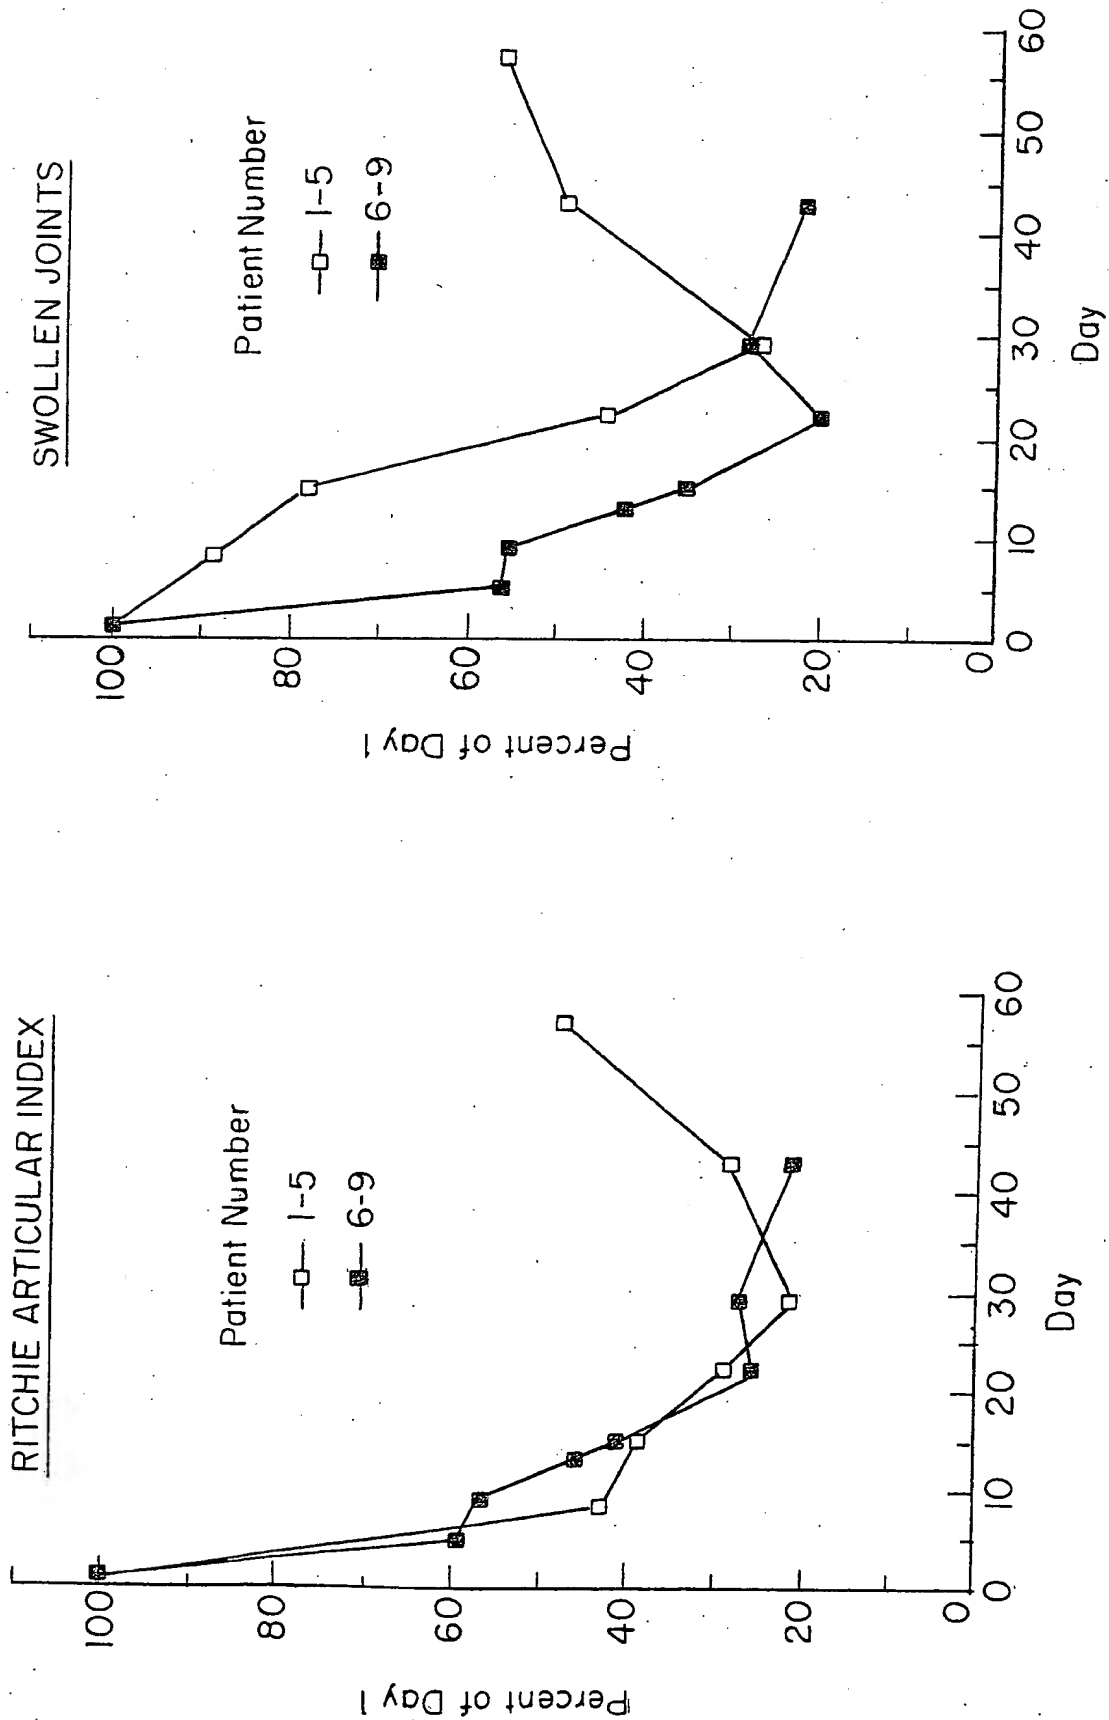 RITCHIE ARTICULAR INDEX
Percent of Day 1
100
80
60
40
20
0
Patient Number
1-5
6-9
0 10 20 30 40 50 60
Day
SWOLLEN JOINTS
Percent of Day 1
100
80
60
40
20
0
Patient Number
1-5
6-9
0 10 20 30 40 50 60
Day